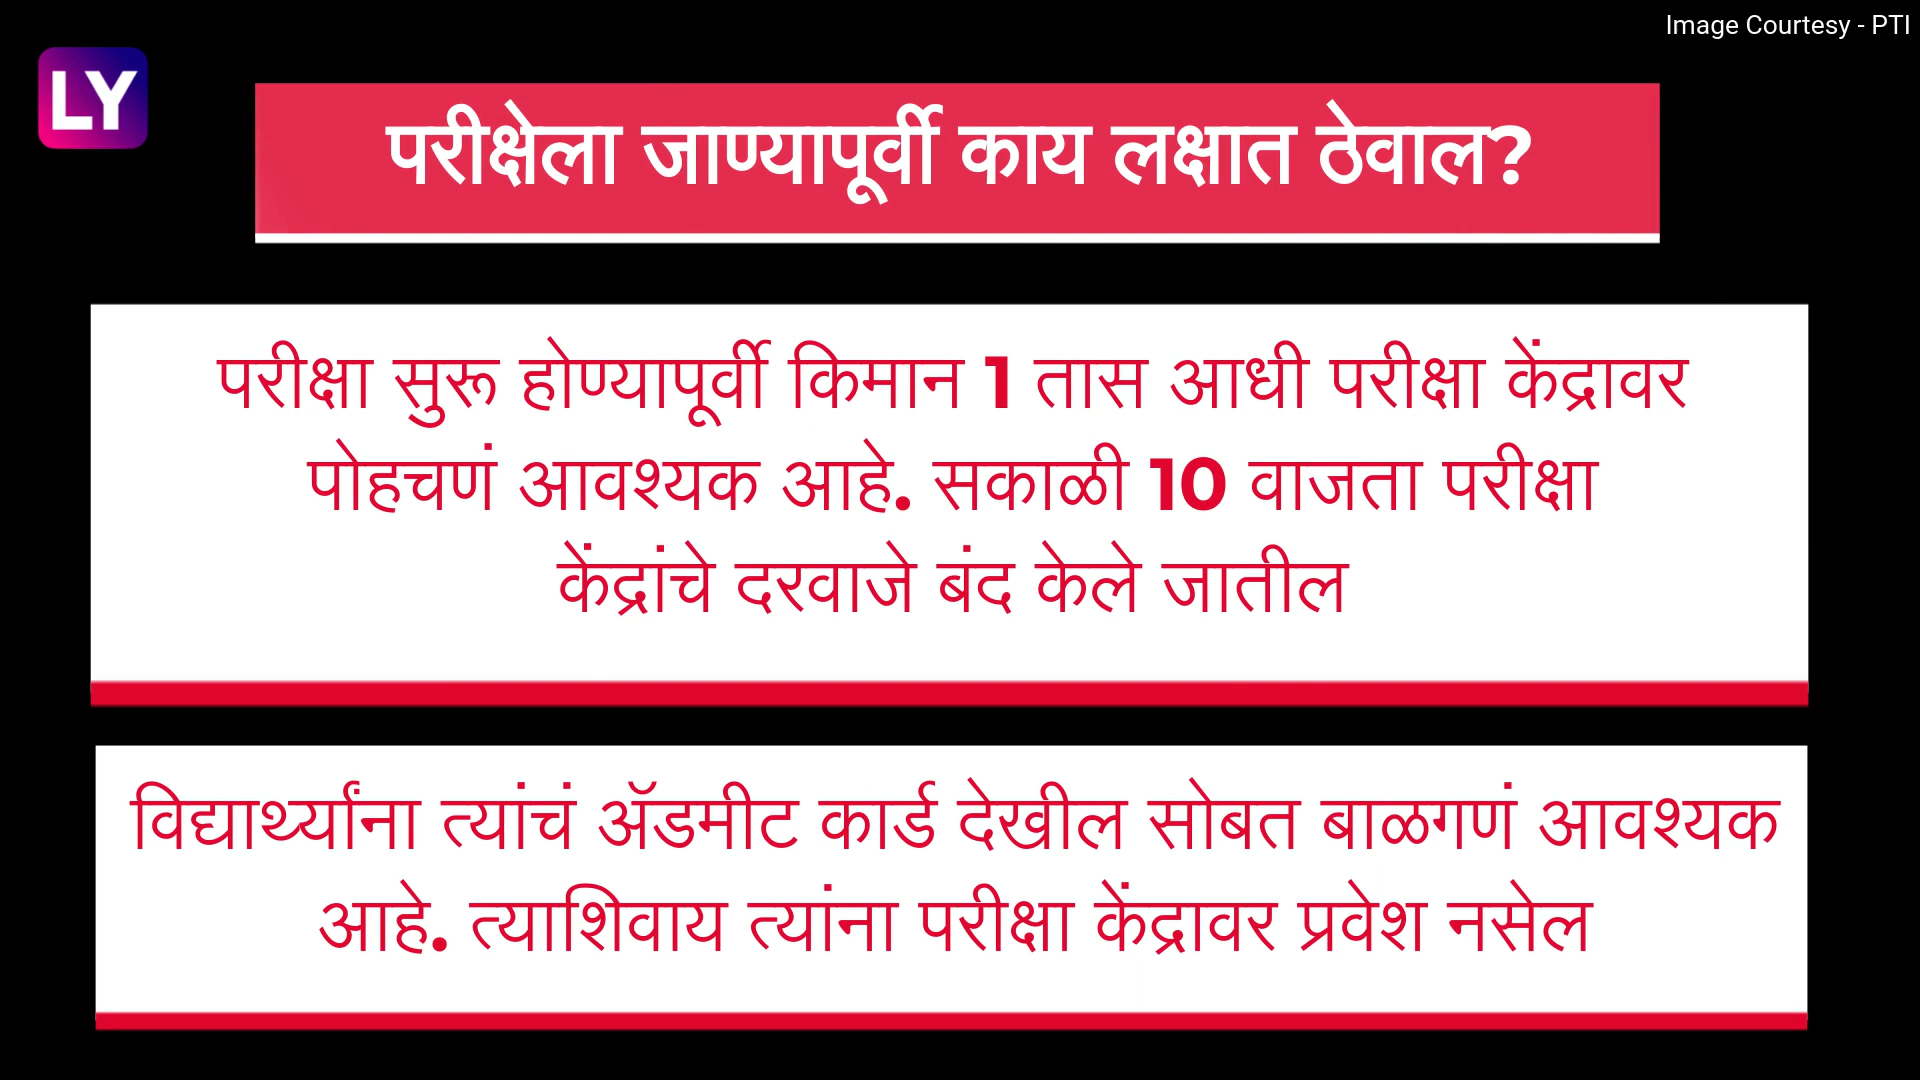 Image Courtesy - PTI
LY
परीक्षेला जाण्यापूर्वी काय लक्षात ठेवाल?
परीक्षा सुरू होण्यापूर्वी किमान 1 तास आधी परीक्षा केंद्रावर
पोहचणं आवश्यक आहे. सकाळी 10 वाजता परीक्षा
केंद्रांचे दरवाजे बंद केले जातील
विद्यार्थ्यांना त्यांचं ॲडमीट कार्ड देखील सोबत बाळगणं आवश्यक
आहे. त्याशिवाय त्यांना परीक्षा केंद्रावर प्रवेश नसेल